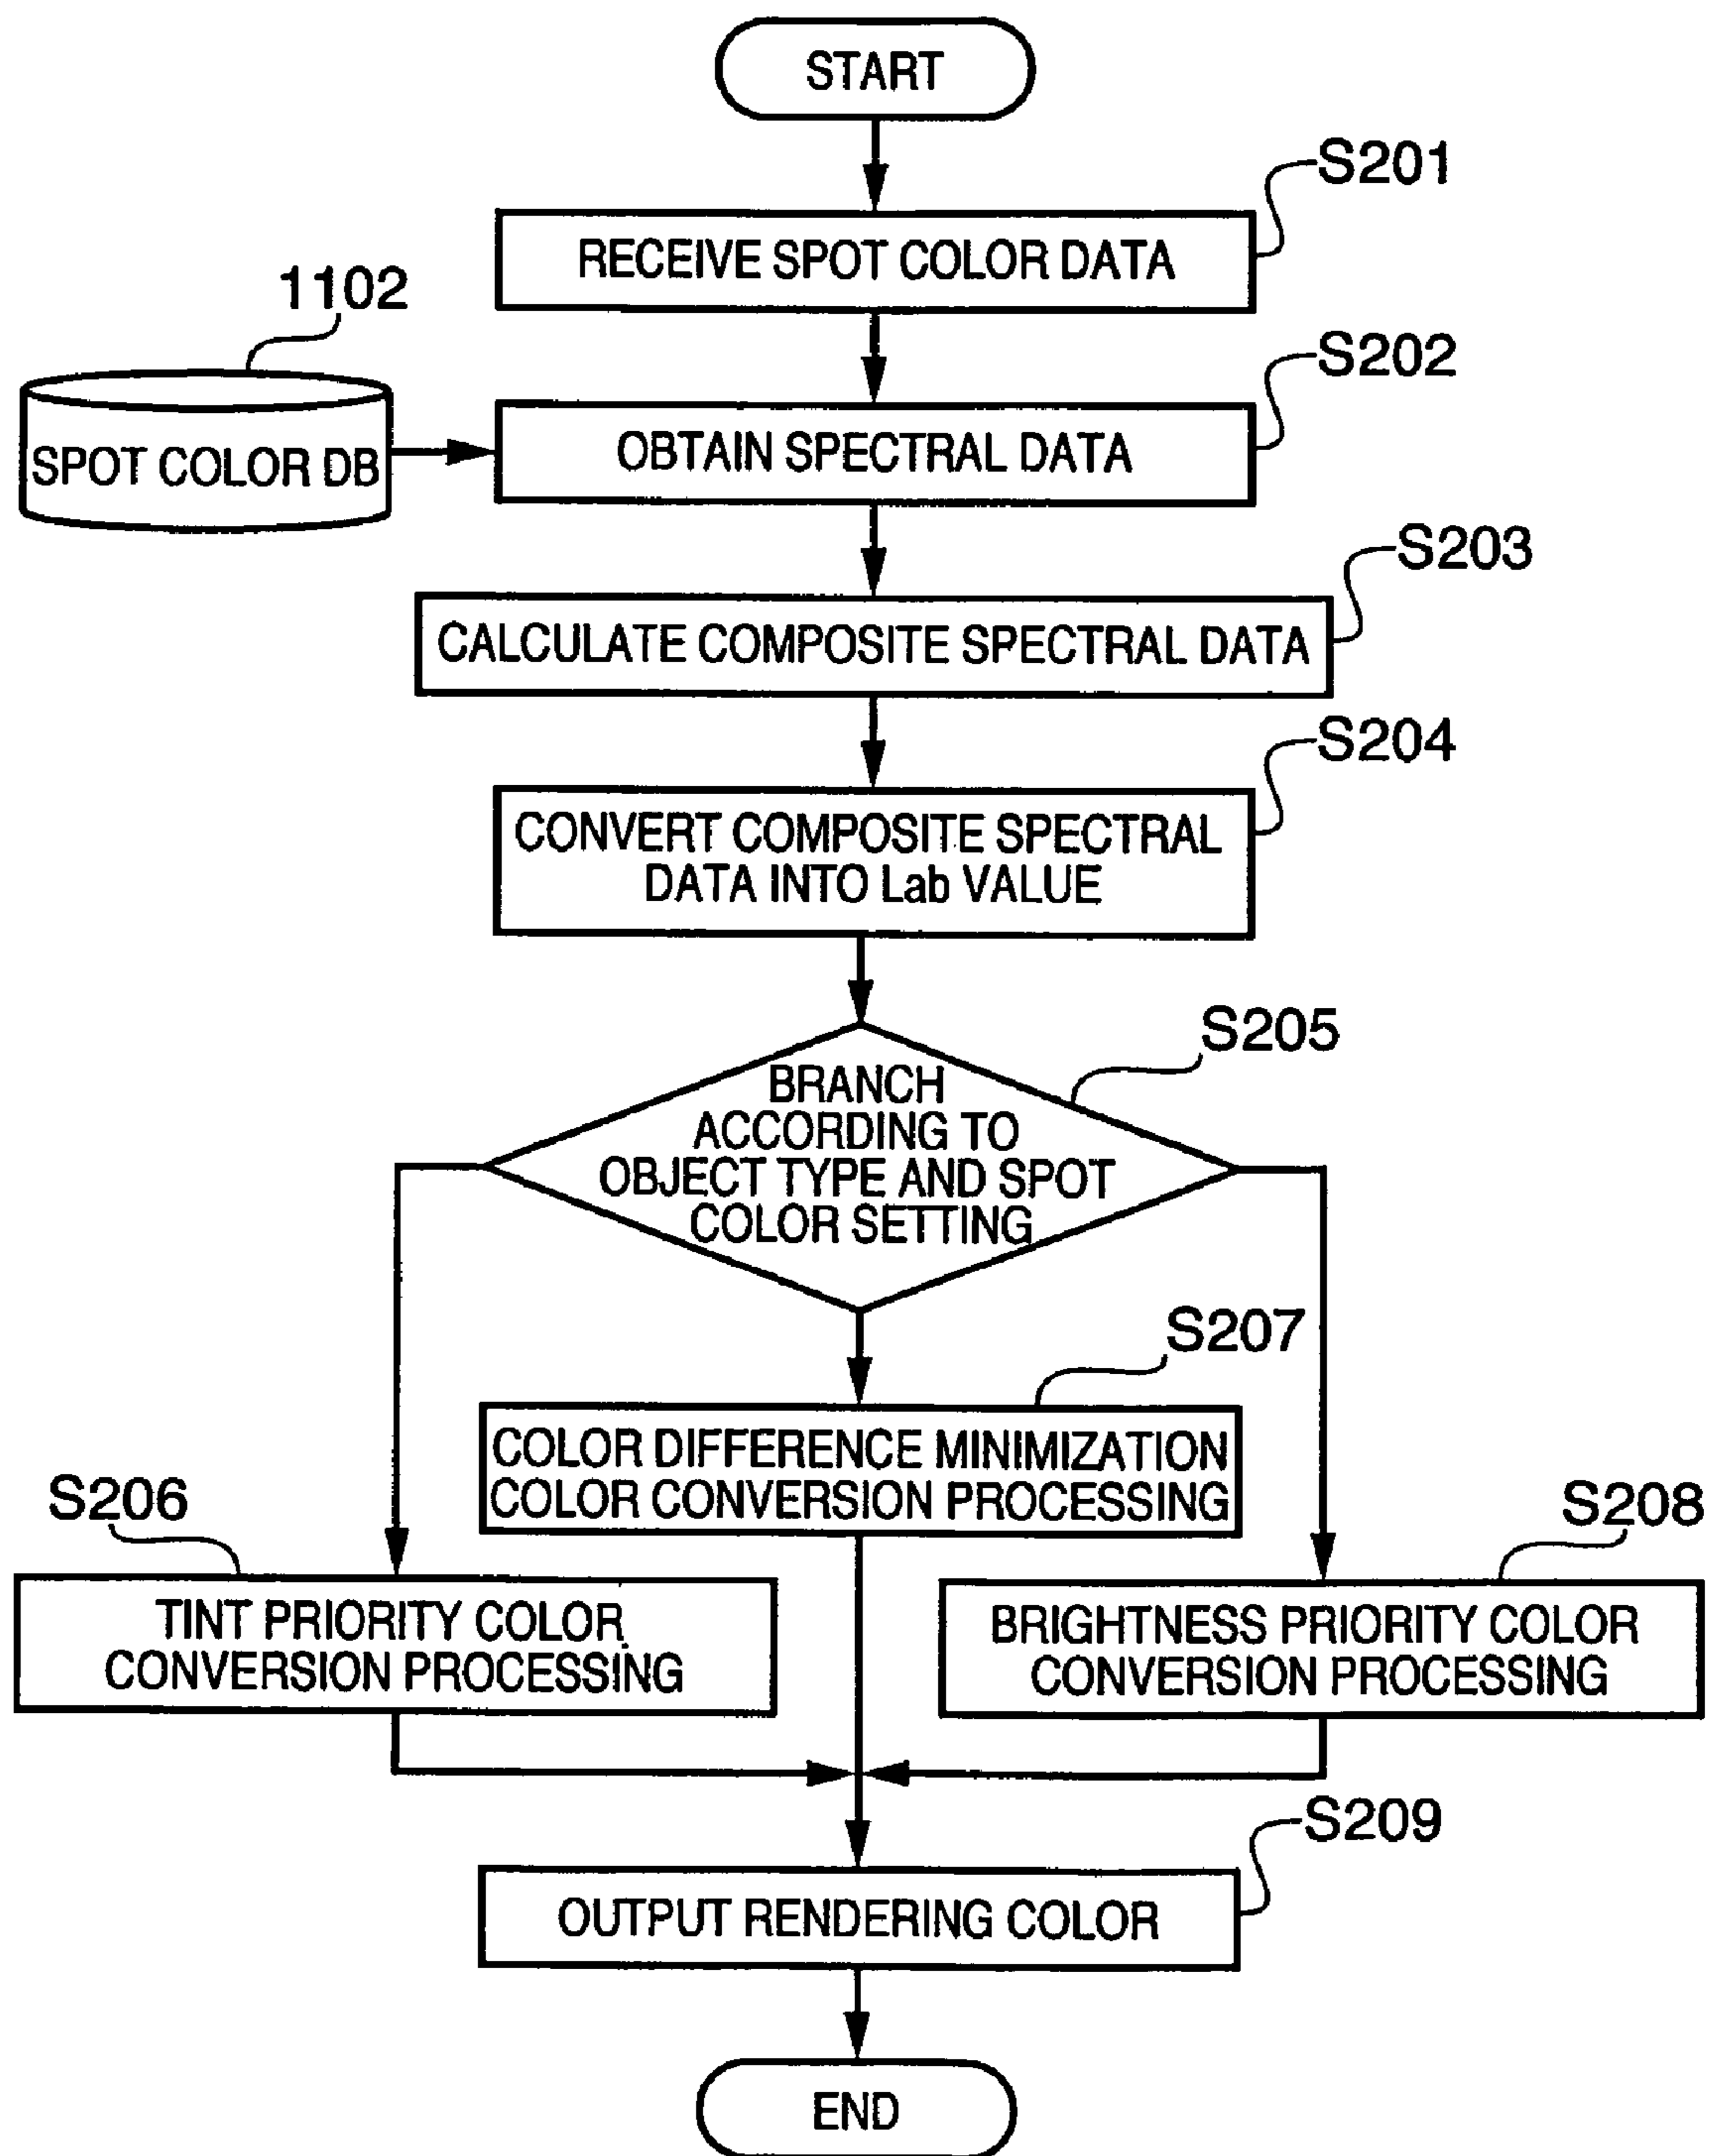 START
S201
RECEIVE SPOT COLOR DATA
1102
SPOT COLOR DB
S202
OBTAIN SPECTRAL DATA
S203
CALCULATE COMPOSITE SPECTRAL DATA
S204
CONVERT COMPOSITE SPECTRAL
DATA INTO Lab VALUE
S205
BRANCH
ACCORDING TO
OBJECT TYPE AND SPOT
COLOR SETTING
S207
COLOR DIFFERENCE MINIMIZATION
COLOR CONVERSION PROCESSING
S206
TINT PRIORITY COLOR
CONVERSION PROCESSING
S208
BRIGHTNESS PRIORITY COLOR
CONVERSION PROCESSING
S209
OUTPUT RENDERING COLOR
END